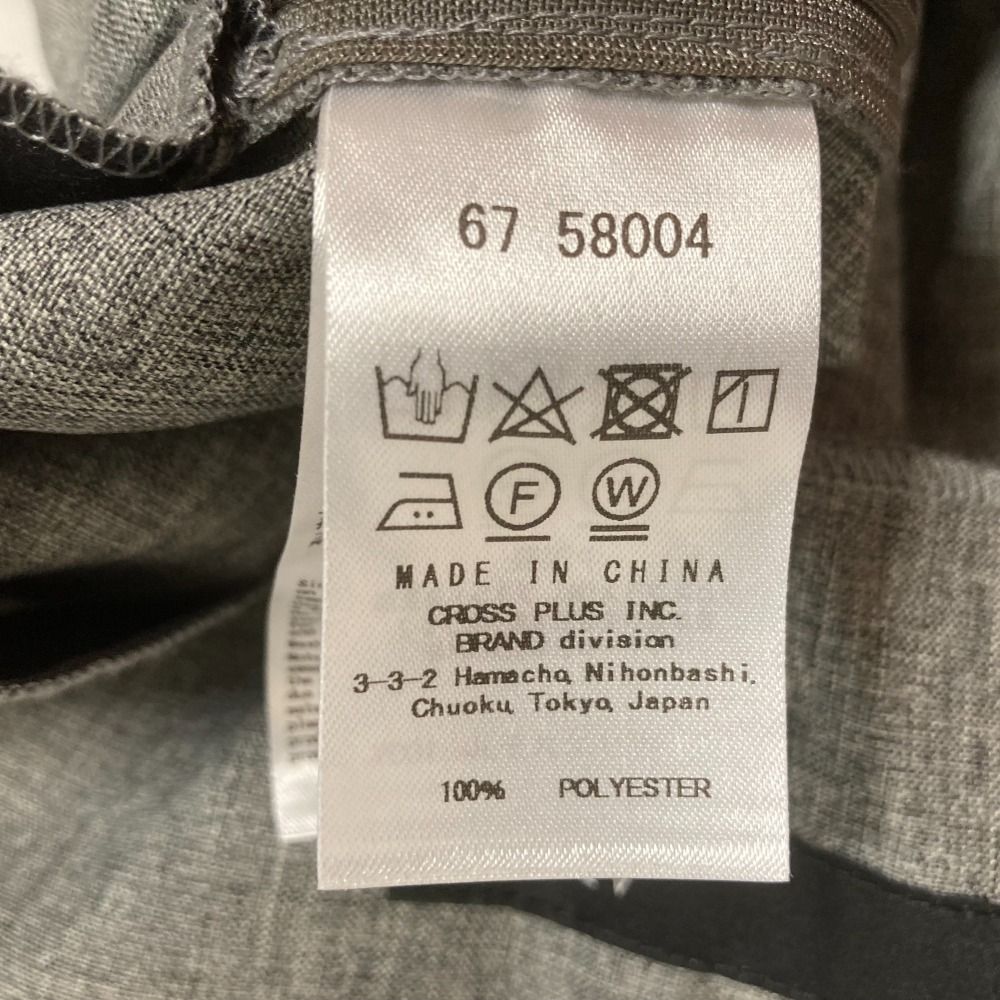 67 58004
F W
MADE IN CHINA
CROSS PLUS INC.
BRAND division
3-3-2 Hamacho, Nihonbashi,
Chuoku, Tokyo, Japan
100% POLYESTER